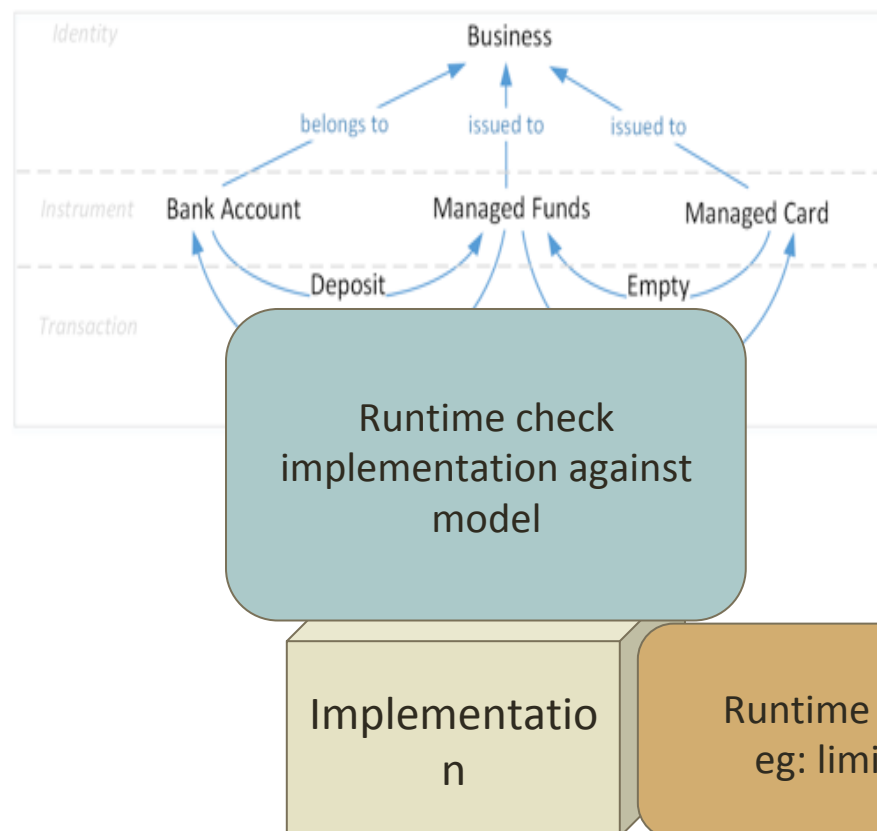 Identity
Business
belongs to
issued to
issued to
Instrument
Bank Account
Managed Funds
Managed Card
Deposit
Empty
Transaction
Runtime check
implementation against
model
Implementatio
n
Runtime
eg: limi